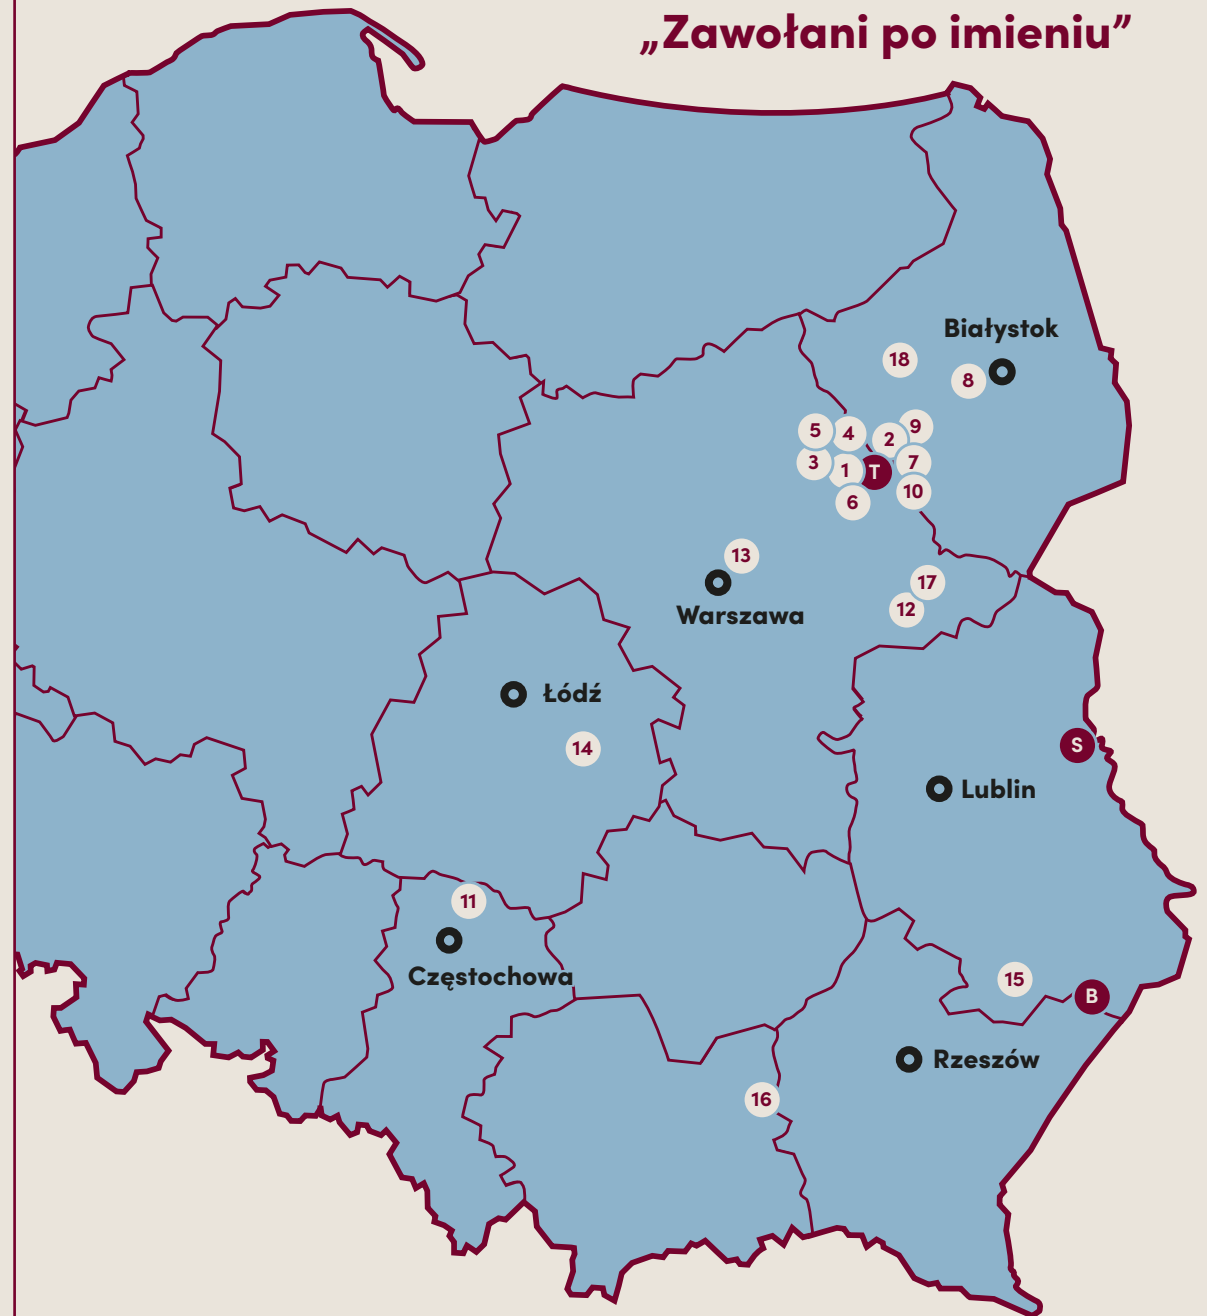 „Zawołani po imieniu”
Białystok
18
8
5
4
2
9
3
1
T
7
6
10
13
17
Warszawa
12
Łódź
14
S
Lublin
11
Częstochowa
15
B
Rzeszów
16